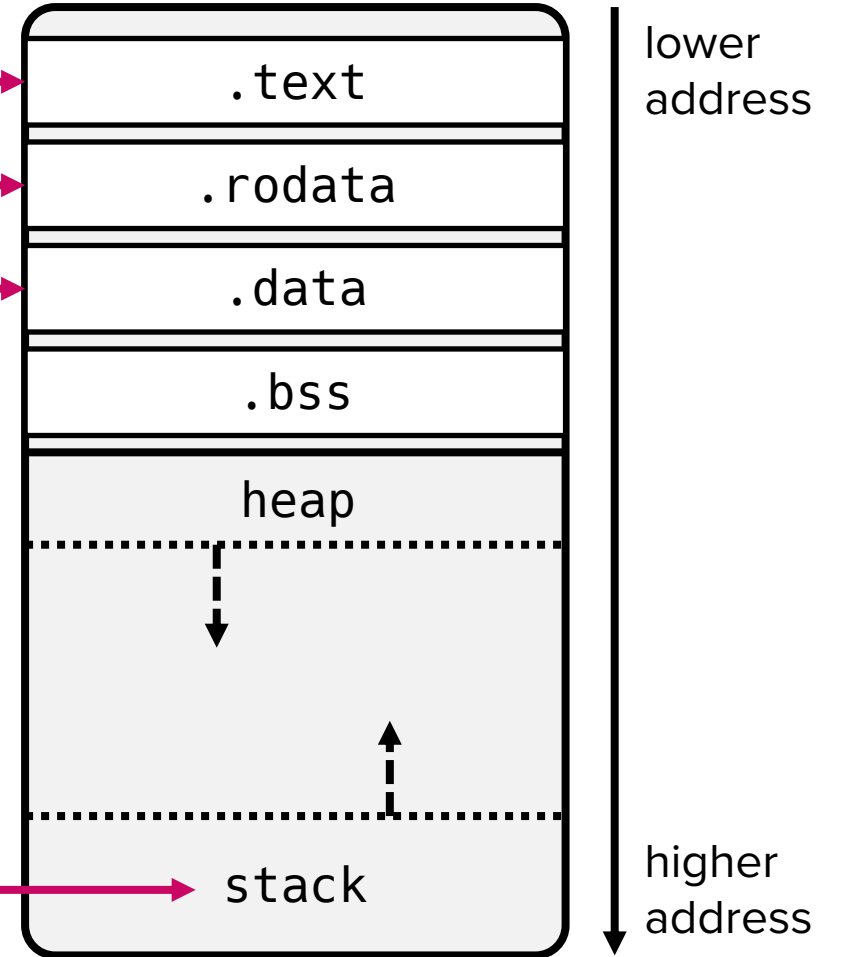 .text
lower
address
.rodata
.data
.bss
heap
stack
higher
address